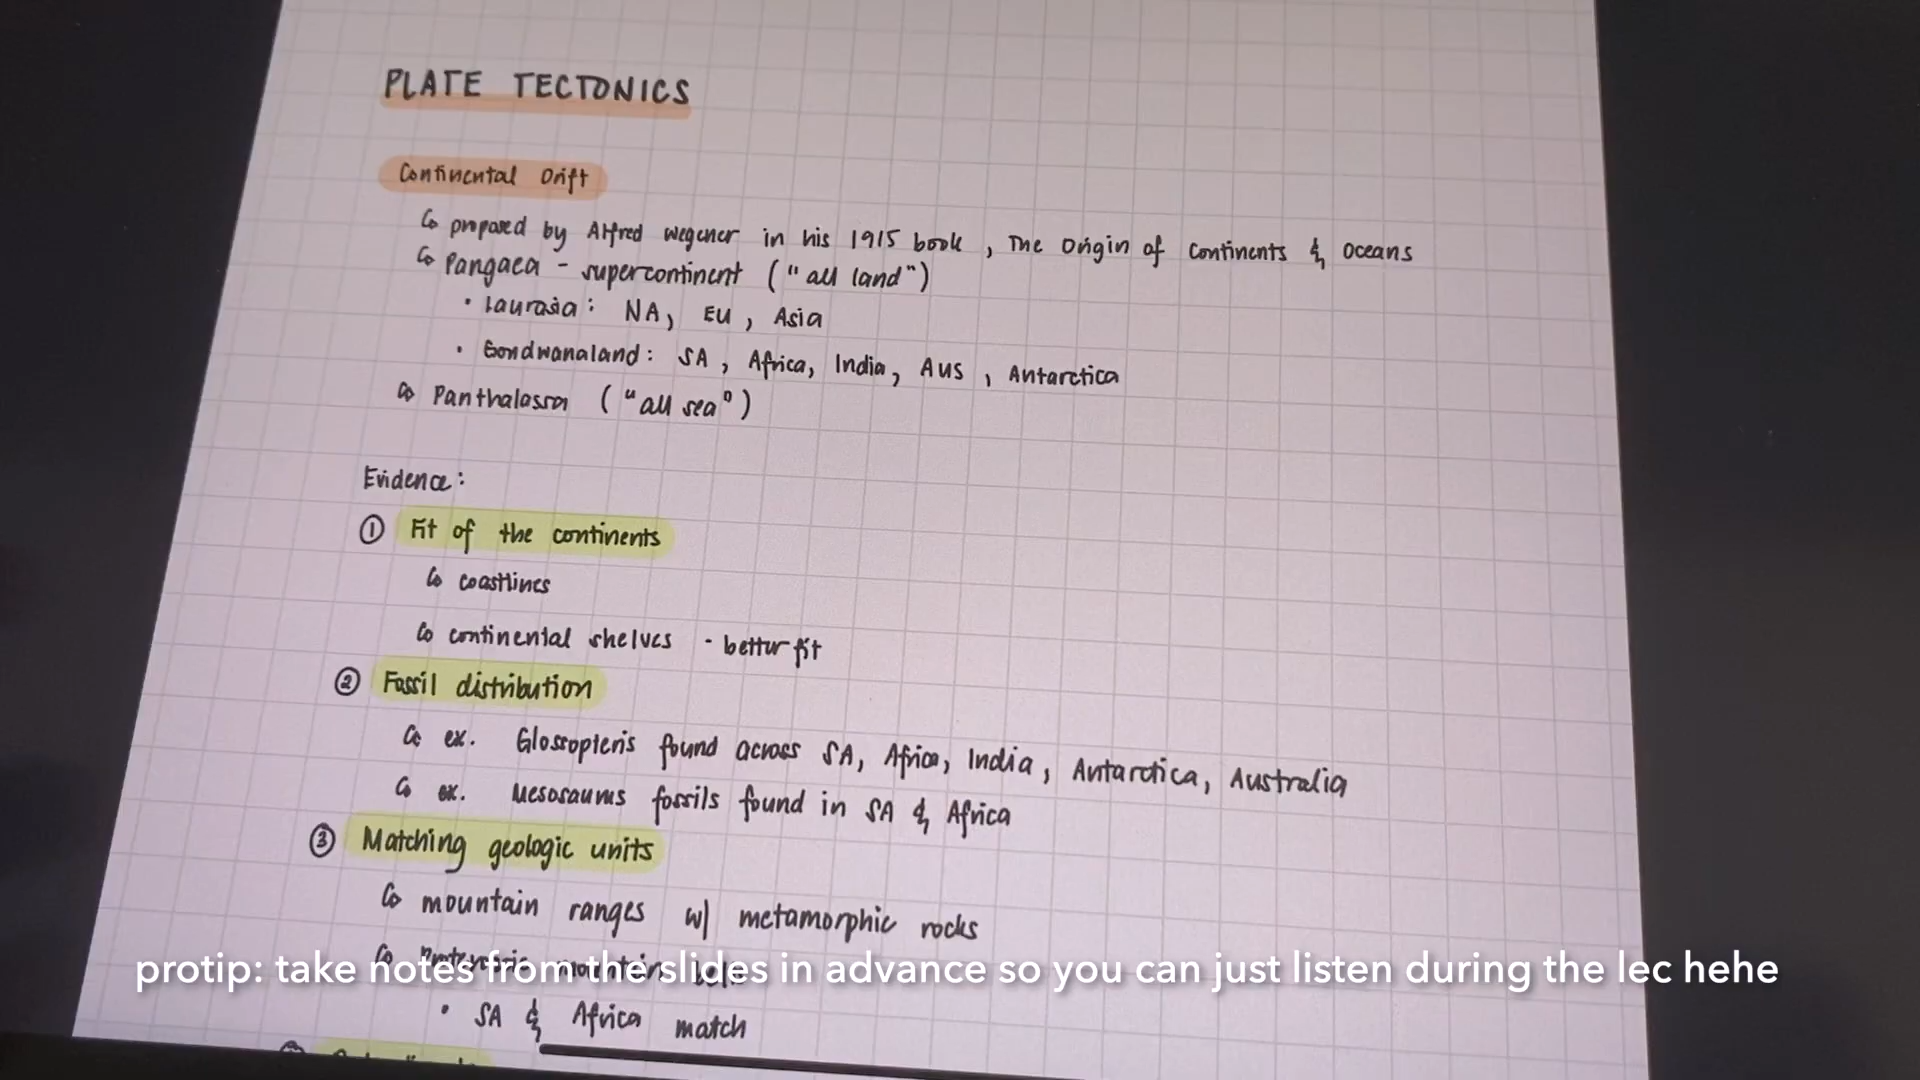 PLATE TECTONICS
Continental Drift
↳ proposed by Alfred Wegener in his 1915 book, The Origin of Continents & Oceans
↳ Pangaea - supercontinent ("all land")
• Laurasia: NA, EU, Asia
• Gondwanaland: SA, Africa, India, AUS, Antarctica
↳ Panthalassa ("all sea")
Evidence:
① Fit of the continents
↳ coastlines
↳ continental shelves - better fit
② Fossil distribution
↳ ex. Glossopteris found across SA, Africa, India, Antarctica, Australia
↳ ex. Mesosaurus fossils found in SA & Africa
③ Matching geologic units
↳ mountain ranges w/ metamorphic rocks
↳ mountain
protip: take notes from the slides in advance so you can just listen during the lec hehe
• SA & Africa match